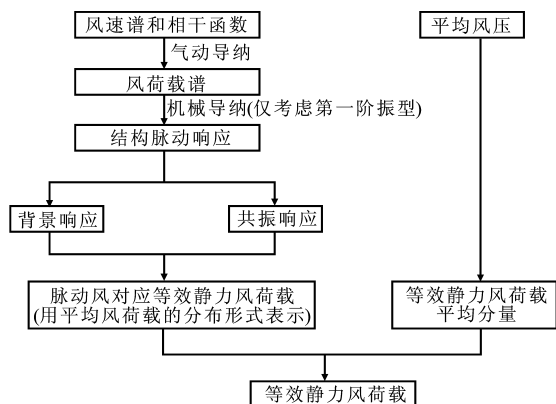 风速谱和相干函数
平均风压
气动导纳
风荷载谱
机械导纳(仅考虑第一阶振型)
结构脉动响应
背景响应
共振响应
脉动风对应等效静力风荷载
(用平均风荷载的分布形式表示)
等效静力风荷载
平均分量
等效静力风荷载